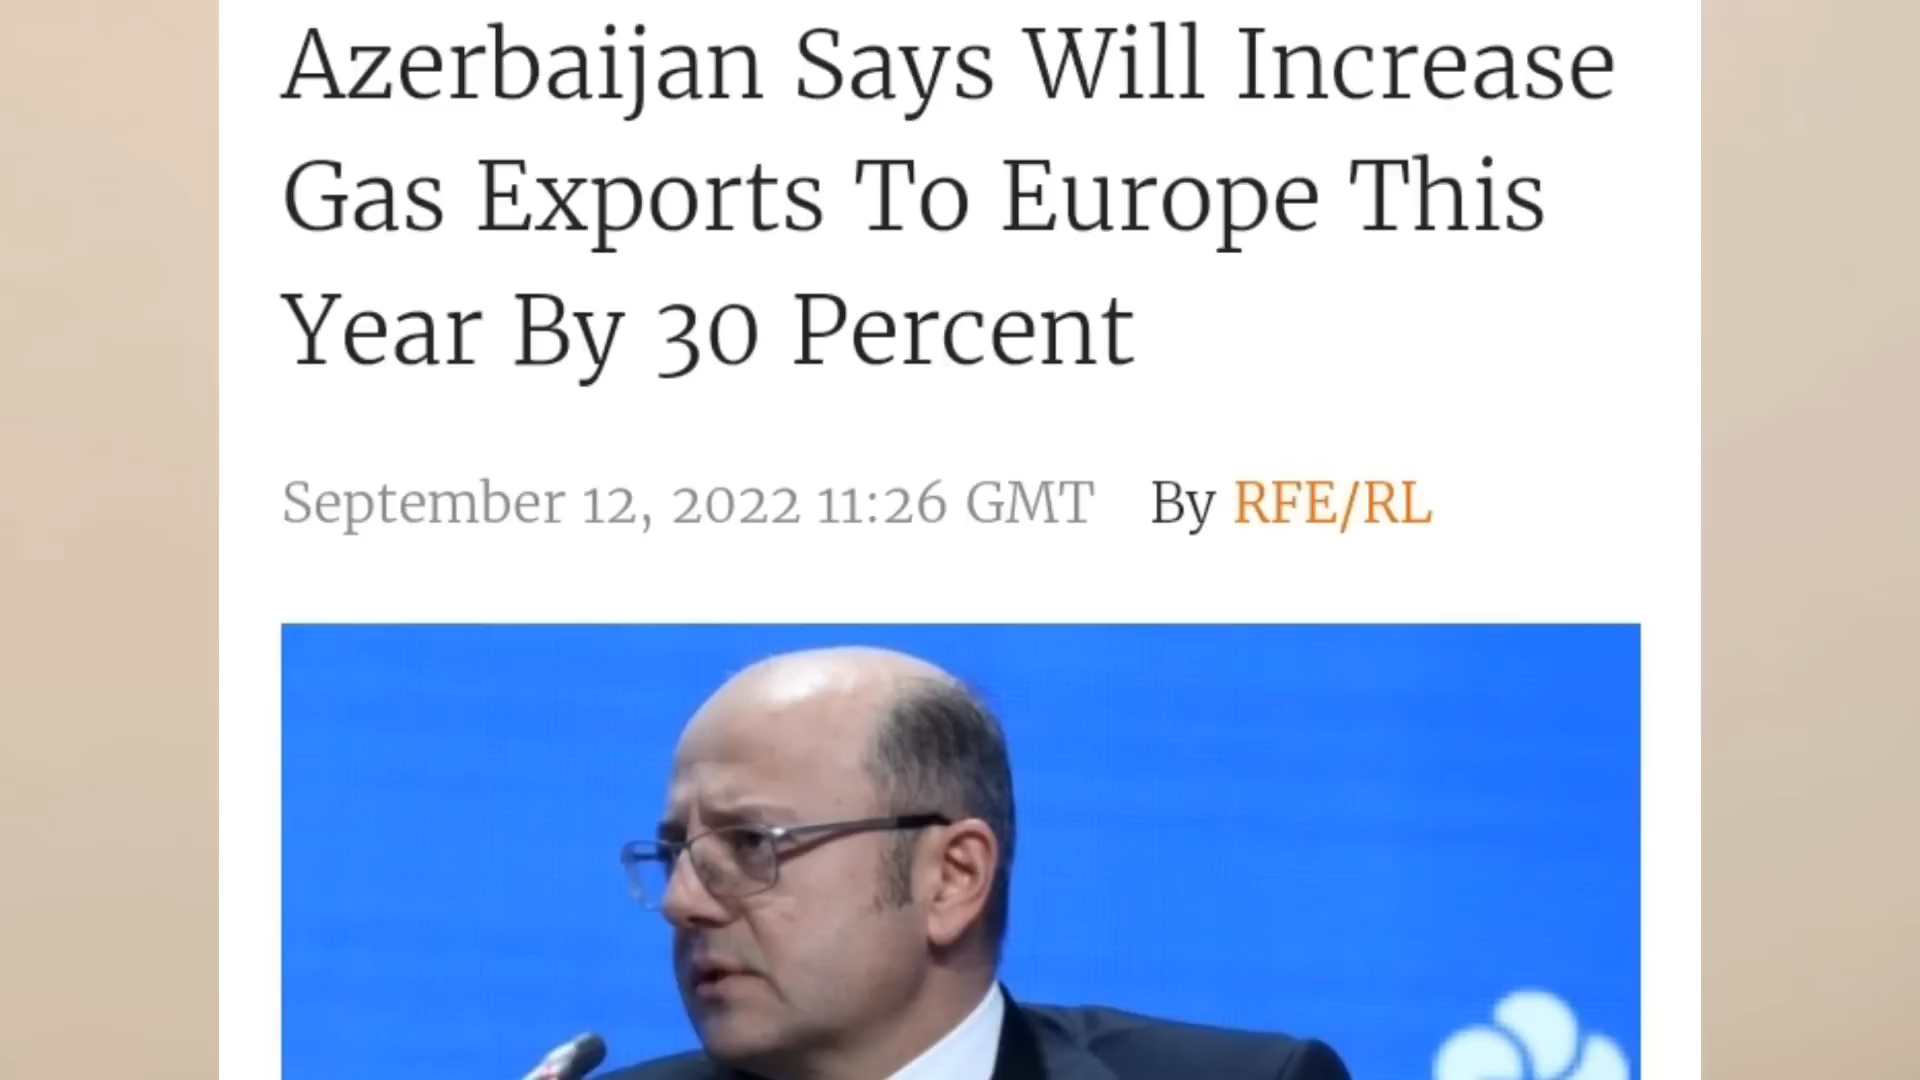 Azerbaijan Says Will Increase
Gas Exports To Europe This
Year By 30 Percent
September 12, 2022 11:26 GMT By RFE/RL